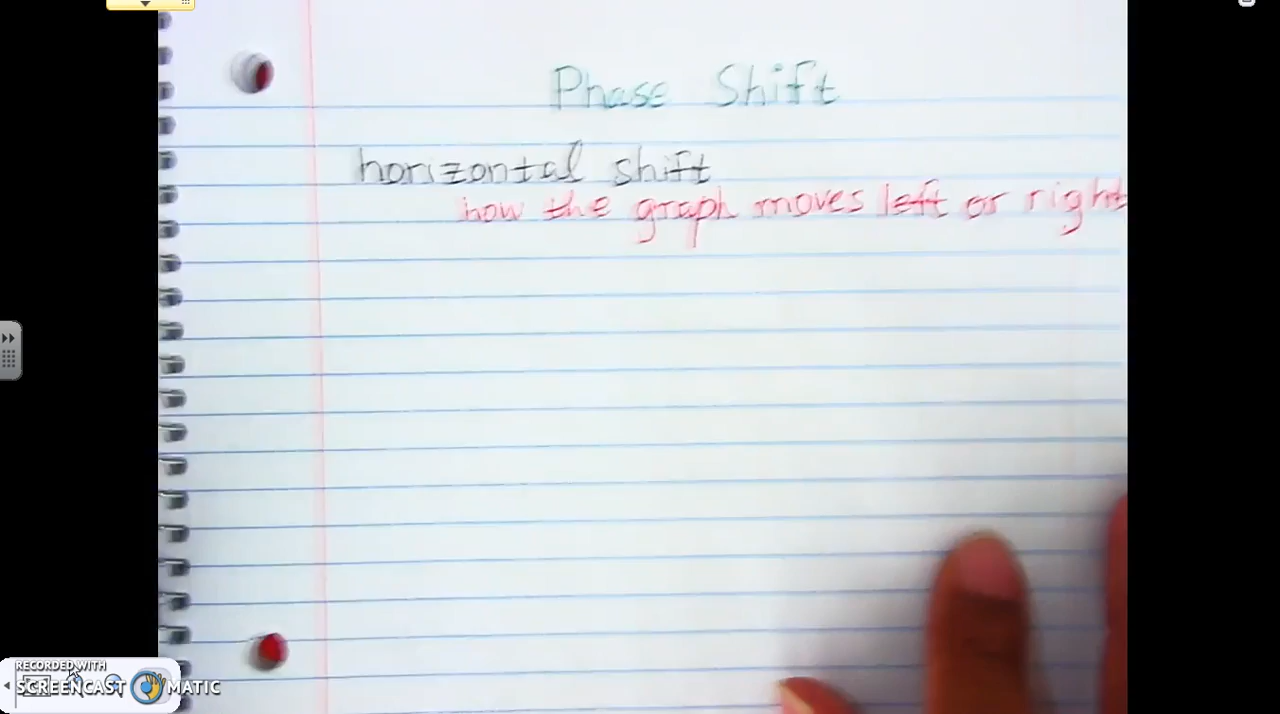 Phase Shift
horizontal shift
how the graph moves left or right
RECORDED WITH
SCREENCAST MATIC